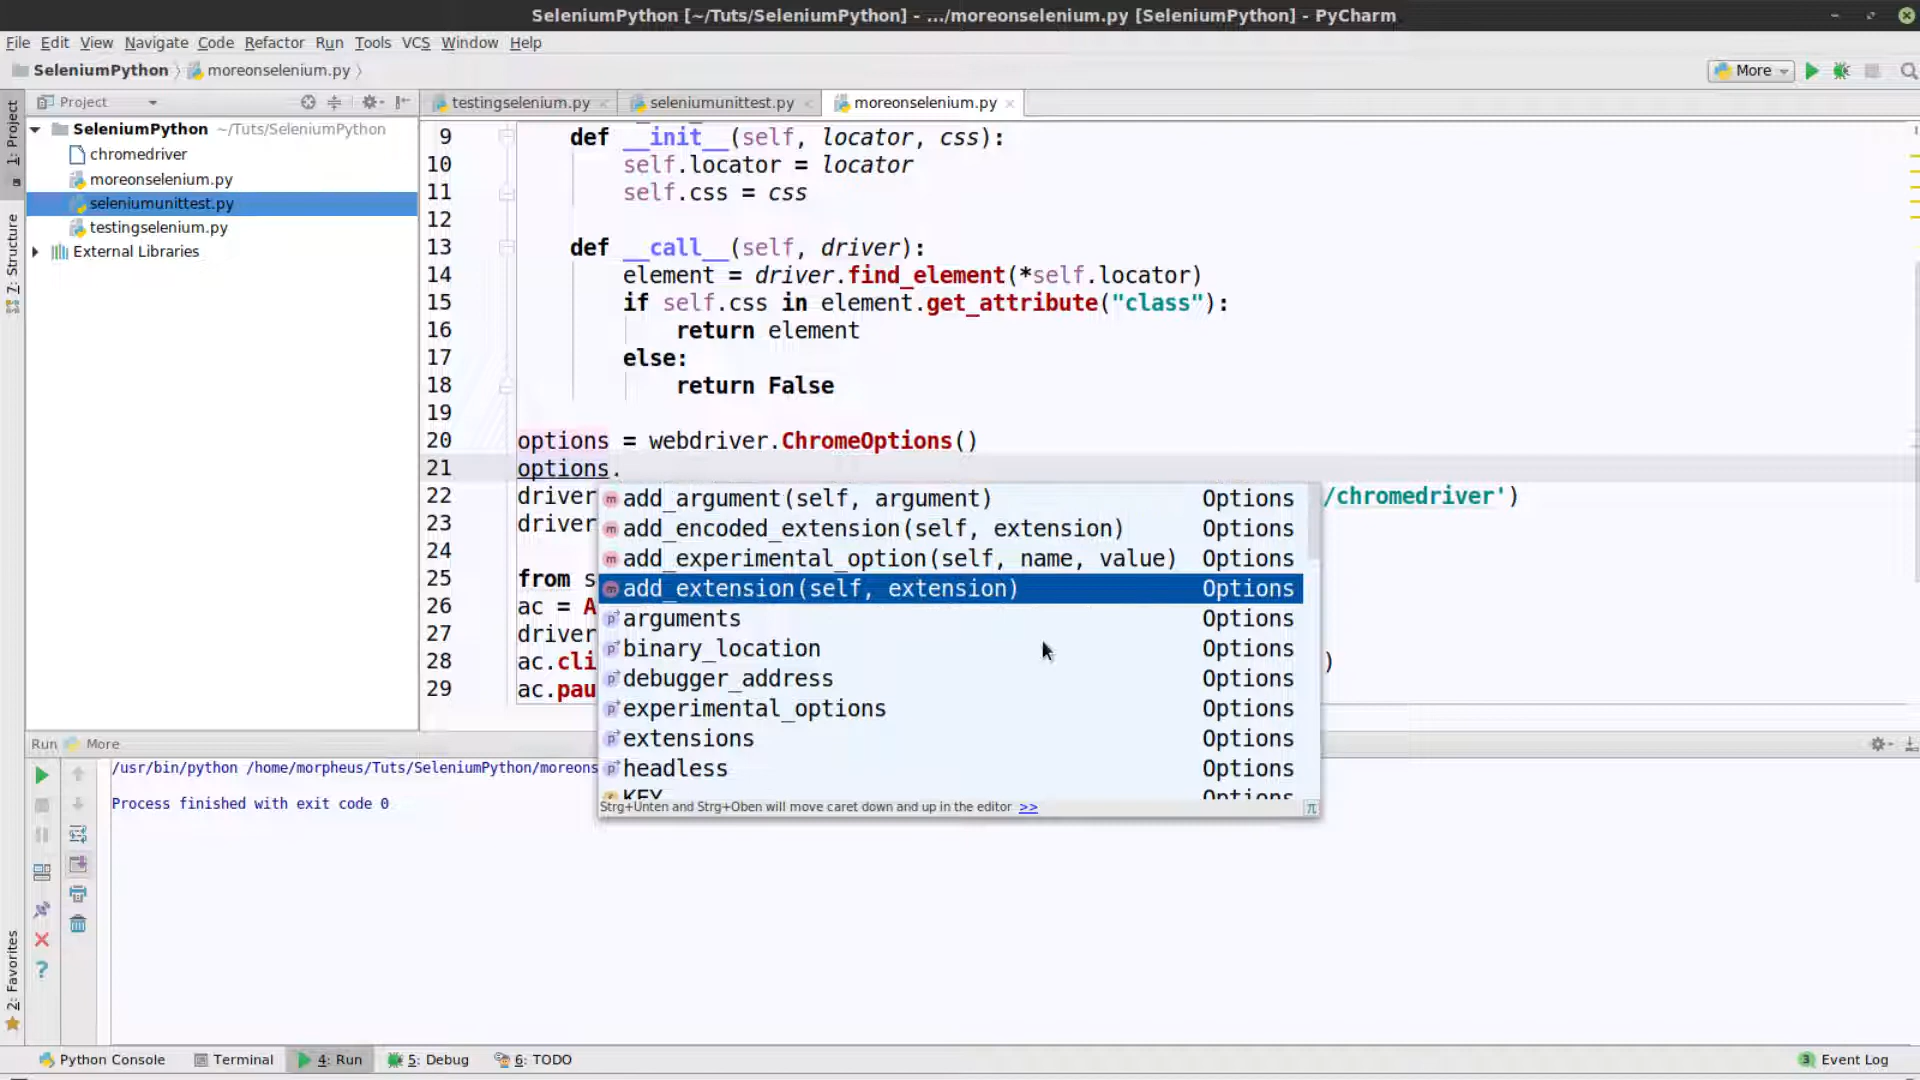 SeleniumPython [~/Tuts/SeleniumPython] - .../moreonselenium.py [SeleniumPython] - PyCharm
File Edit View Navigate Code Refactor Run Tools VCS Window Help
SeleniumPython moreonselenium.py More
1: Project
7: Structure
2: Favorites
Project
SeleniumPython ~/Tuts/SeleniumPython
chromedriver
moreonselenium.py
seleniumunittest.py
testingselenium.py
External Libraries
testingselenium.py seleniumunittest.py moreonselenium.py
9 def __init__(self, locator, css):
10 self.locator = locator
11 self.css = css
12
13 def __call__(self, driver):
14 element = driver.find_element(*self.locator)
15 if self.css in element.get_attribute("class"):
16 return element
17 else:
18 return False
19
20 options = webdriver.ChromeOptions()
21 options.
22 driver /chromedriver')
23 driver
24
25 from s
26 ac = A
27 driver
28 ac.cli )
29 ac.pau
add_argument(self, argument) Options
add_encoded_extension(self, extension) Options
add_experimental_option(self, name, value) Options
add_extension(self, extension) Options
arguments Options
binary_location Options
debugger_address Options
experimental_options Options
extensions Options
headless Options
KEY Options
Strg+Unten and Strg+Oben will move caret down and up in the editor >> π
Run More
/usr/bin/python /home/morpheus/Tuts/SeleniumPython/moreons
Process finished with exit code 0
Python Console Terminal 4: Run 5: Debug 6: TODO 3 Event Log